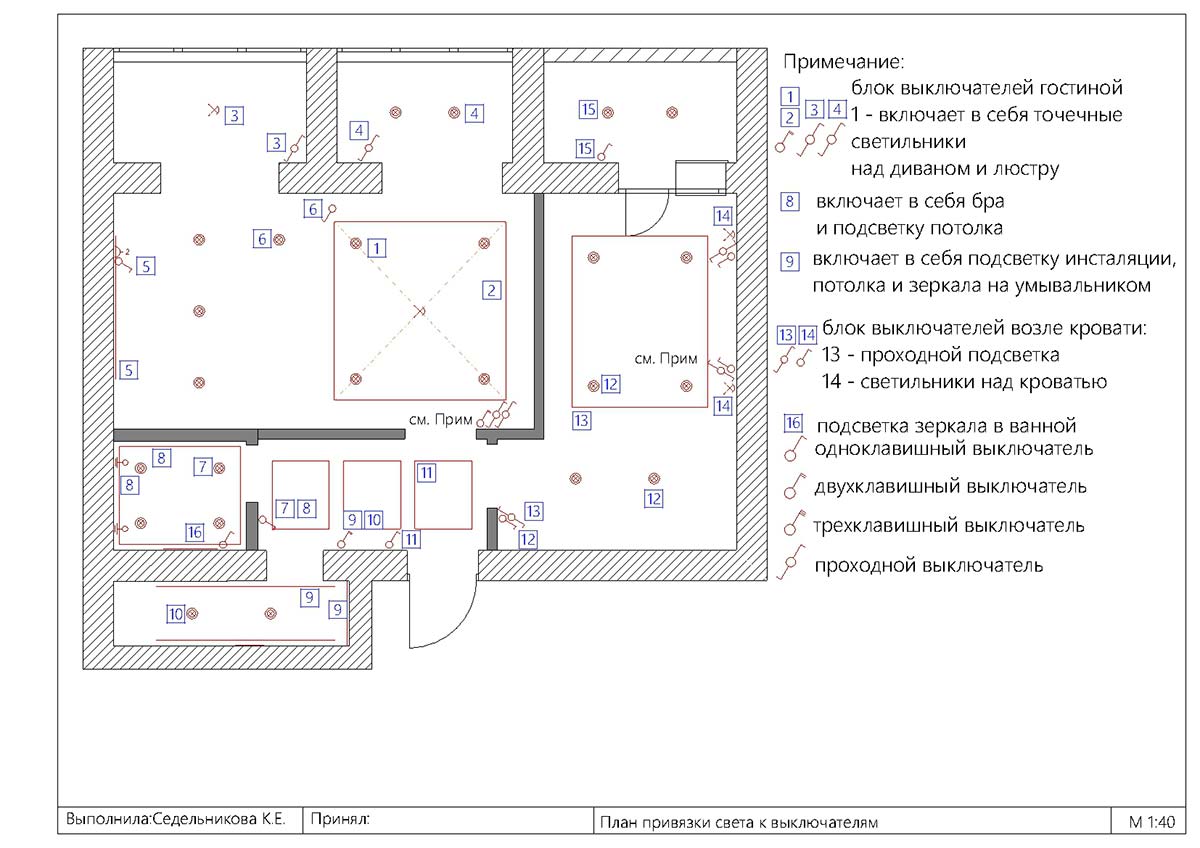 Примечание:
1
2 3 4
блок выключателей гостиной
1 - включает в себя точечные
светильники
над диваном и люстру
8 включает в себя бра
и подсветку потолка
9 включает в себя подсветку инсталяции,
потолка и зеркала на умывальником
13 14 блок выключателей возле кровати:
13 - проходной подсветка
14 - светильники над кроватью
16 подсветка зеркала в ванной
одноклавишный выключатель
двухклавишный выключатель
трехклавишный выключатель
проходной выключатель
3 4 15
3 4 15
6 14
6 1
5 2
2
см. Прим
5 12 14
см. Прим 13
8 7 11
8 12
7 8 9 10 13
16 11 12
9
10 9
Выполнила:Седельникова К.Е. Принял: План привязки света к выключателям М 1:40